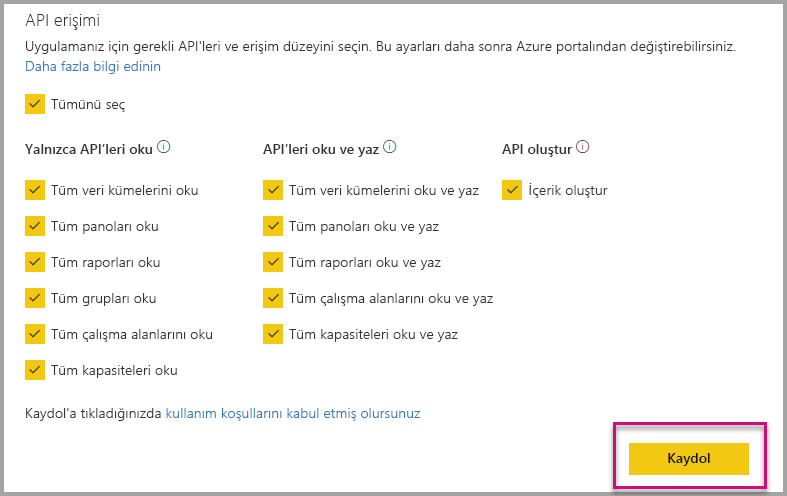 API erişimi
Uygulamanız için gerekli API'leri ve erişim düzeyini seçin. Bu ayarları daha sonra Azure portalından değiştirebilirsiniz.
Daha fazla bilgi edinin
Tümünü seç
Yalnızca API’leri oku
Tüm veri kümelerini oku
Tüm panoları oku
Tüm raporları oku
Tüm grupları oku
Tüm çalışma alanlarını oku
Tüm kapasiteleri oku
API’leri oku ve yaz
Tüm veri kümelerini oku ve yaz
Tüm panoları oku ve yaz
Tüm raporları oku ve yaz
Tüm çalışma alanlarını oku ve yaz
Tüm kapasiteleri oku ve yaz
API oluştur
İçerik oluştur
Kaydol'a tıkladığınızda kullanım koşullarını kabul etmiş olursunuz
Kaydol